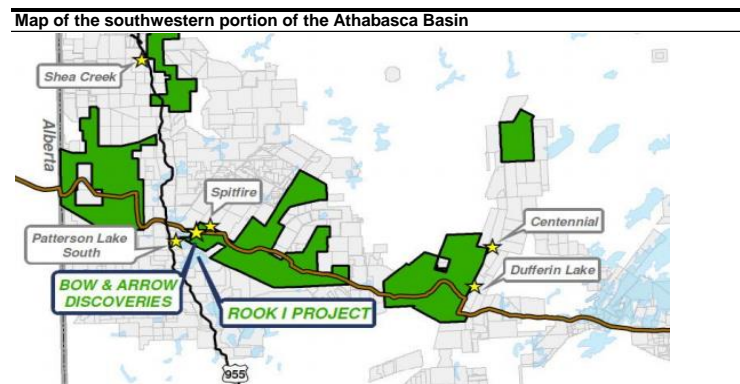 Map of the southwestern portion of the Athabasca Basin
Shea Creek
Alberta
Spitfire
Patterson Lake
South
Centennial
Dufferin Lake
BOW & ARROW
DISCOVERIES
ROOK I PROJECT
955